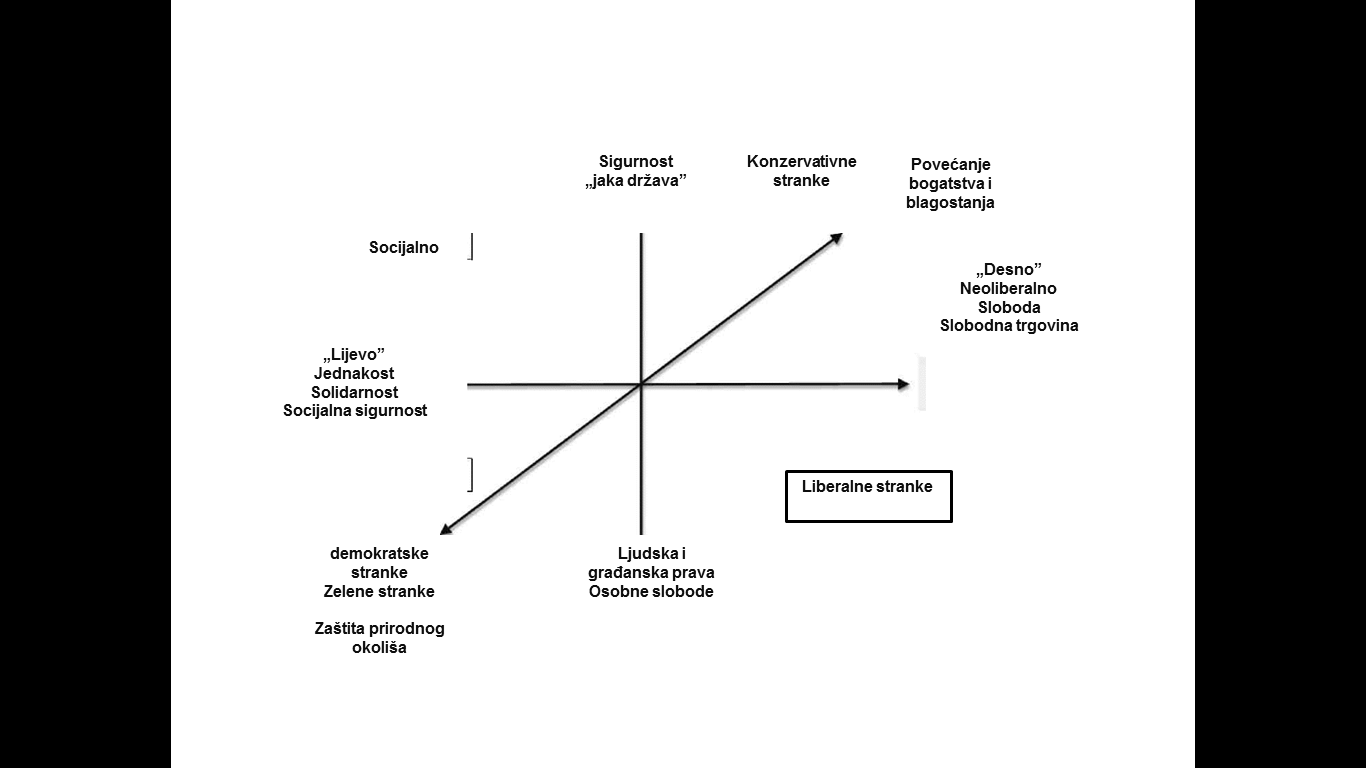 Sigurnost
„jaka država”
Konzervativne
stranke
Povećanje
bogatstva i
blagostanja
Socijalno
„Desno”
Neoliberalno
Sloboda
Slobodna trgovina
„Lijevo”
Jednakost
Solidarnost
Socijalna sigurnost
Liberalne stranke
demokratske
stranke
Zelene stranke
Zaštita prirodnog
okoliša
Ljudska i
građanska prava
Osobne slobode